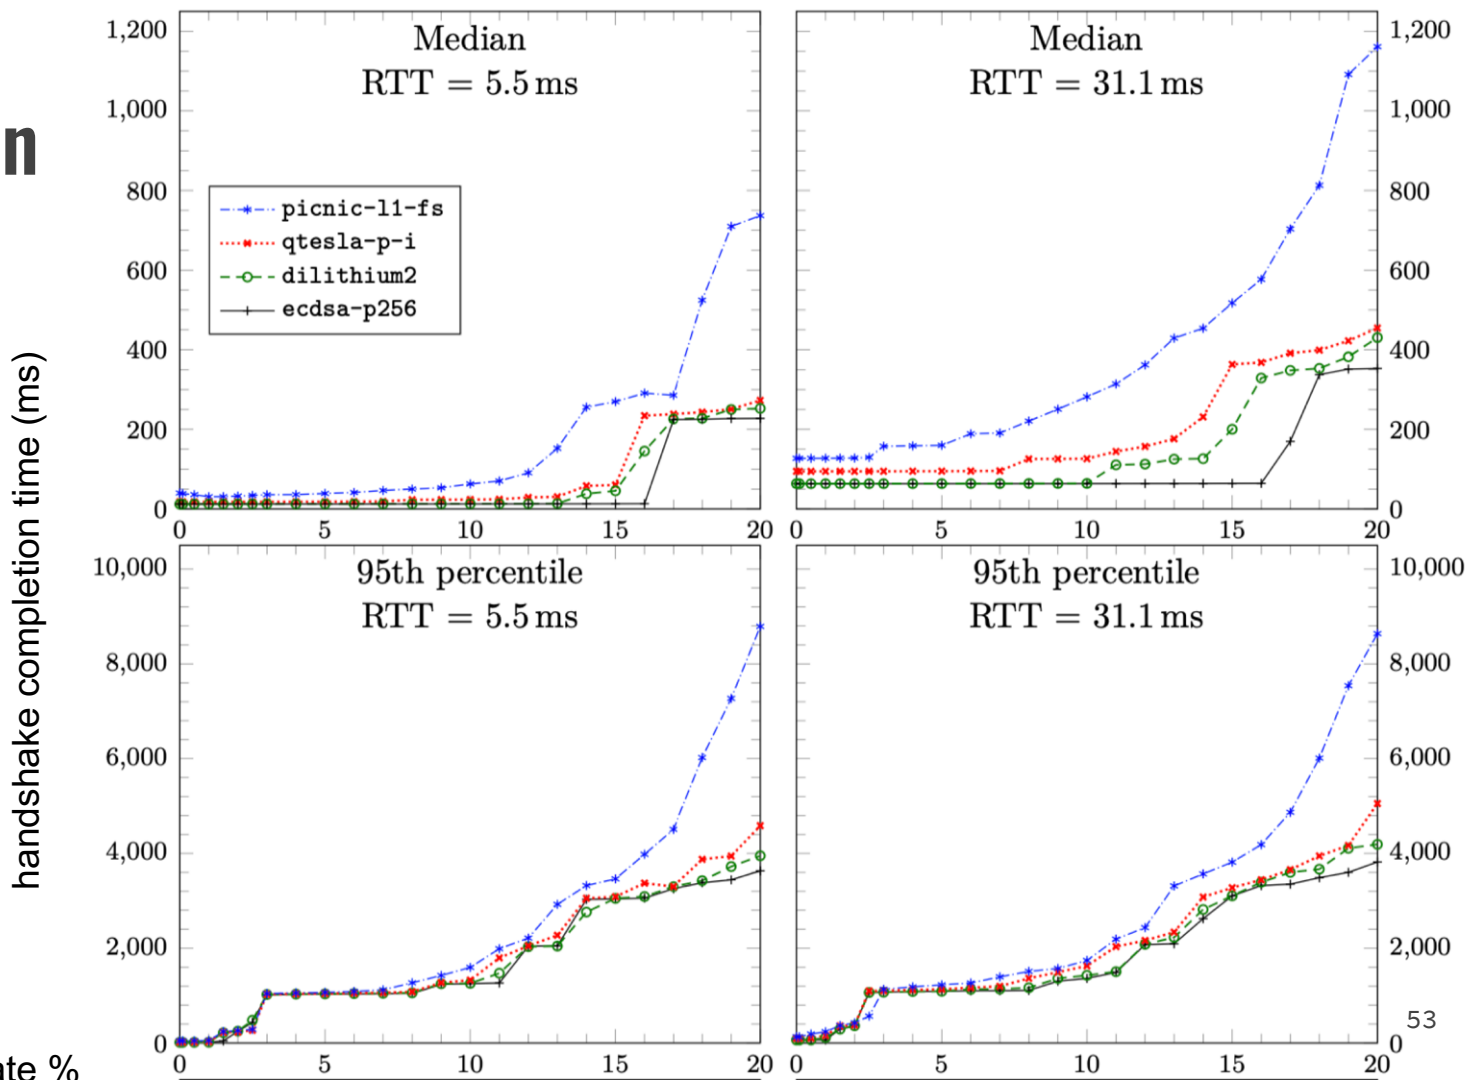 n
handshake completion time (ms)
Median
RTT = 5.5 ms
1,200
1,000
800
600
400
200
0
picnic-l1-fs
qtesla-p-i
dilithium2
ecdsa-p256
0 5 10 15 20
Median
RTT = 31.1 ms
1,200
1,000
800
600
400
200
0
0 5 10 15 20
95th percentile
RTT = 5.5 ms
10,000
8,000
6,000
4,000
2,000
0
0 5 10 15 20
95th percentile
RTT = 31.1 ms
10,000
8,000
6,000
4,000
2,000
0
0 5 10 15 20
53
ate %